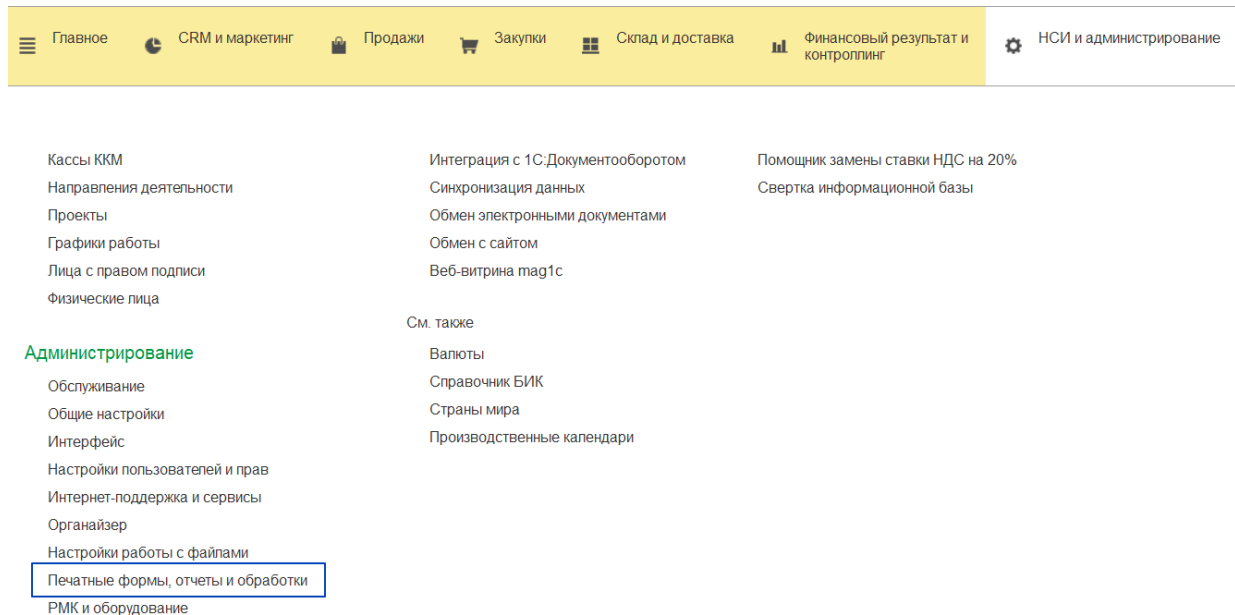 Главное
CRM и маркетинг
Продажи
Закупки
Склад и доставка
Финансовый результат и
контроллинг
НСИ и администрирование
Кассы ККМ
Направления деятельности
Проекты
Графики работы
Лица с правом подписи
Физические лица
Администрирование
Обслуживание
Общие настройки
Интерфейс
Настройки пользователей и прав
Интернет-поддержка и сервисы
Органайзер
Настройки работы с файлами
Печатные формы, отчеты и обработки
РМК и оборудование
Интеграция с 1С:Документооборотом
Синхронизация данных
Обмен электронными документами
Обмен с сайтом
Веб-витрина mag1c
См. также
Валюты
Справочник БИК
Страны мира
Производственные календари
Помощник замены ставки НДС на 20%
Свертка информационной базы